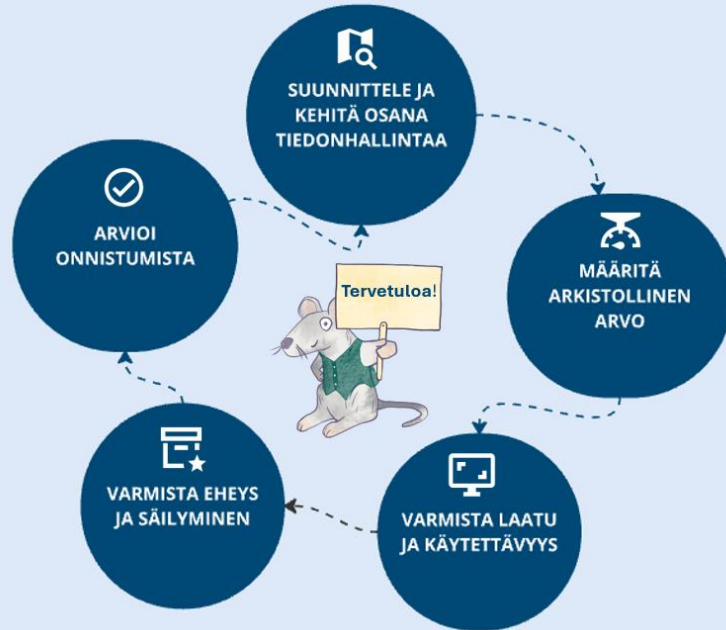 SUUNNITTELE JA
KEHITÄ OSANA
TIEDONHALLINTAA
MÄÄRITÄ
ARKISTOLLINEN
ARVO
VARMISTA LAATU
JA KÄYTETTÄVYYS
VARMISTA EHEYS
JA SÄILYMINEN
ARVIOI
ONNISTUMISTA
Tervetuloa!